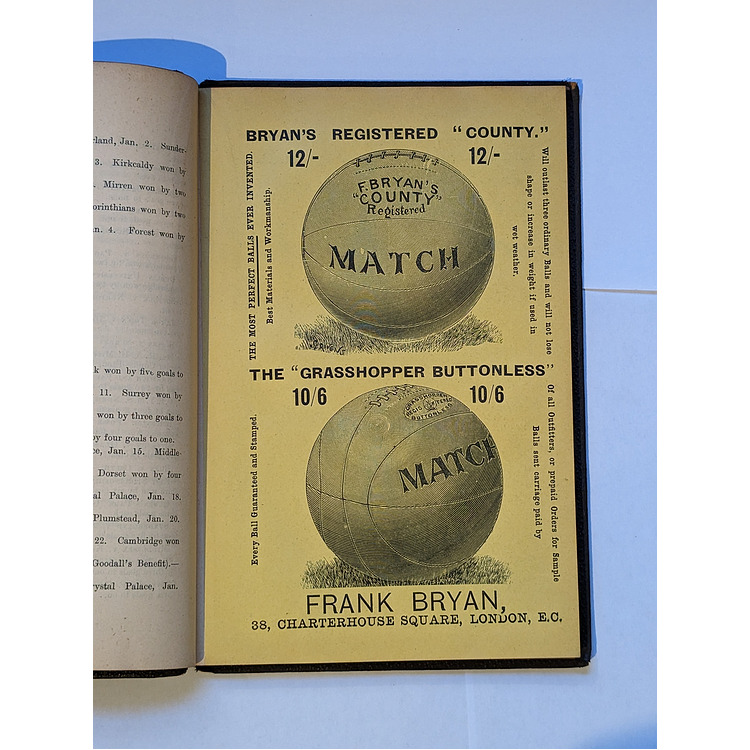 rland, Jan. 2. Sunder-
3. Kirkcaldy won by
Mirren won by two
orinthians won by two
n. 4. Forest won by
k won by five goals to
11. Surrey won by
won by three goals to
by four goals to one.
ce, Jan. 15. Middle-
Dorset won by four
al Palace, Jan. 18.
Plumstead, Jan. 20.
22. Cambridge won
Goodall's Benefit).—
rystal Palace, Jan.
BRYAN'S REGISTERED "COUNTY."
12/- 12/-
THE MOST PERFECT BALLS EVER INVENTED.
Best Materials and Workmanship.
F. BRYAN'S
"COUNTY"
Registered
MATCH
Will outlast three ordinary Balls and will not lose
shape or increase in weight if used in
wet weather.
THE "GRASSHOPPER BUTTONLESS"
10/6 10/6
Every Ball Guaranteed and Stamped.
GRASSHOPPER
REGISTERED
BUTTONLESS
MATCH
Of all Outfitters, or prepaid Orders for Sample
Balls sent carriage paid by
FRANK BRYAN,
38, CHARTERHOUSE SQUARE, LONDON, E.C.